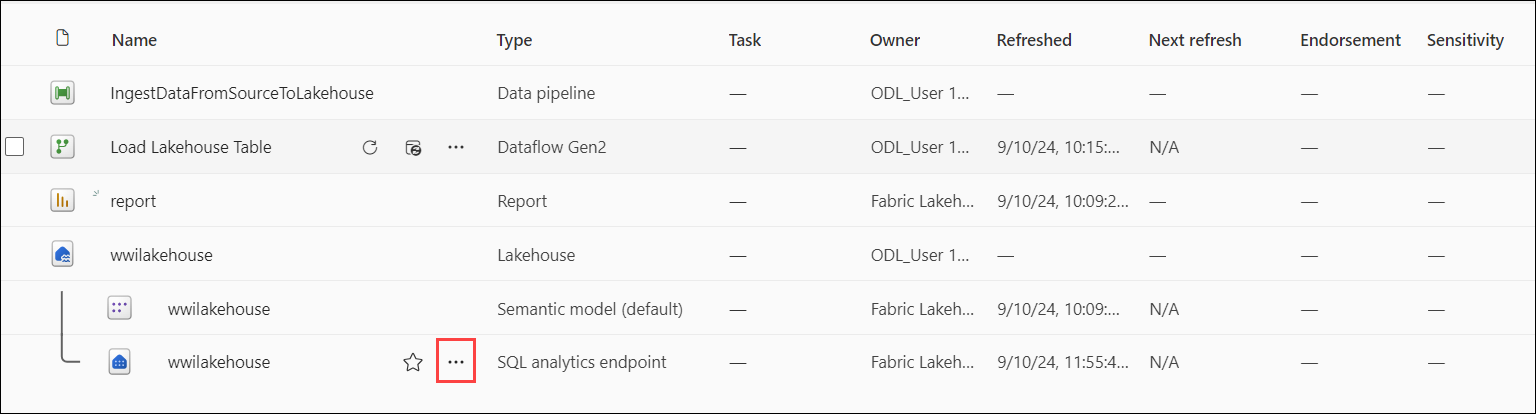 Name Type Task Owner Refreshed Next refresh Endorsement Sensitivity
IngestDataFromSourceToLakehouse Data pipeline — ODL_User 1... — — — —
Load Lakehouse Table ... Dataflow Gen2 — ODL_User 1... 9/10/24, 10:15:... N/A — —
report Report — Fabric Lakeh... 9/10/24, 10:09:2... — — —
wwilakehouse Lakehouse — ODL_User 1... — — — —
wwilakehouse Semantic model (default) — Fabric Lakeh... 9/10/24, 10:09:... N/A — —
wwilakehouse ... SQL analytics endpoint — Fabric Lakeh... 9/10/24, 11:55:4... N/A — —